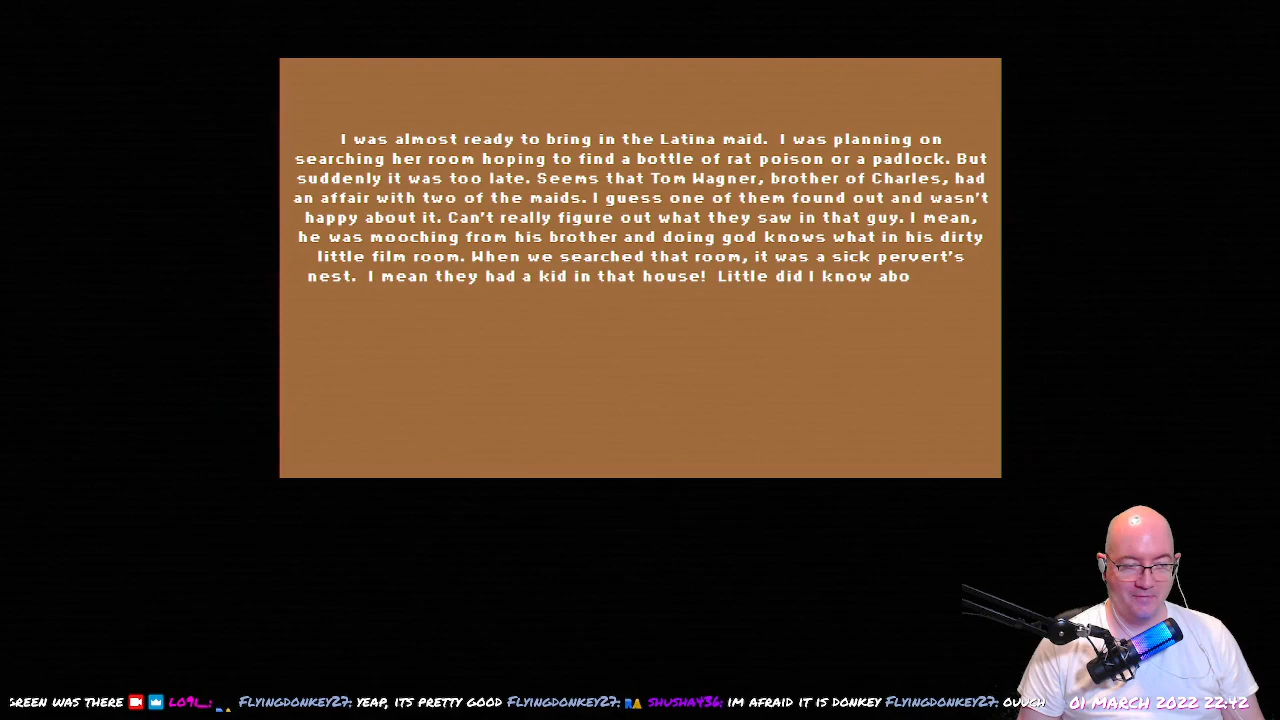 I was almost ready to bring in the Latina maid.  I was planning on
searching her room hoping to find a bottle of rat poison or a padlock. But
suddenly it was too late. Seems that Tom Wagner, brother of Charles, had
an affair with two of the maids. I guess one of them found out and wasn't
happy about it. Can't really figure out what they saw in that guy. I mean,
he was mooching from his brother and doing god knows what in his dirty
little film room. When we searched that room, it was a sick pervert's
nest.  I mean they had a kid in that house!  Little did I know abo
GREEN WAS THERE LO9I_: FLYINGDONKEY27: YEAP, ITS PRETTY GOOD FLYINGDONKEY27: SHUSHA436: IM AFRAID IT IS DONKEY FLYINGDONKEY27: OUUCH 01 MARCH 2022 22:42